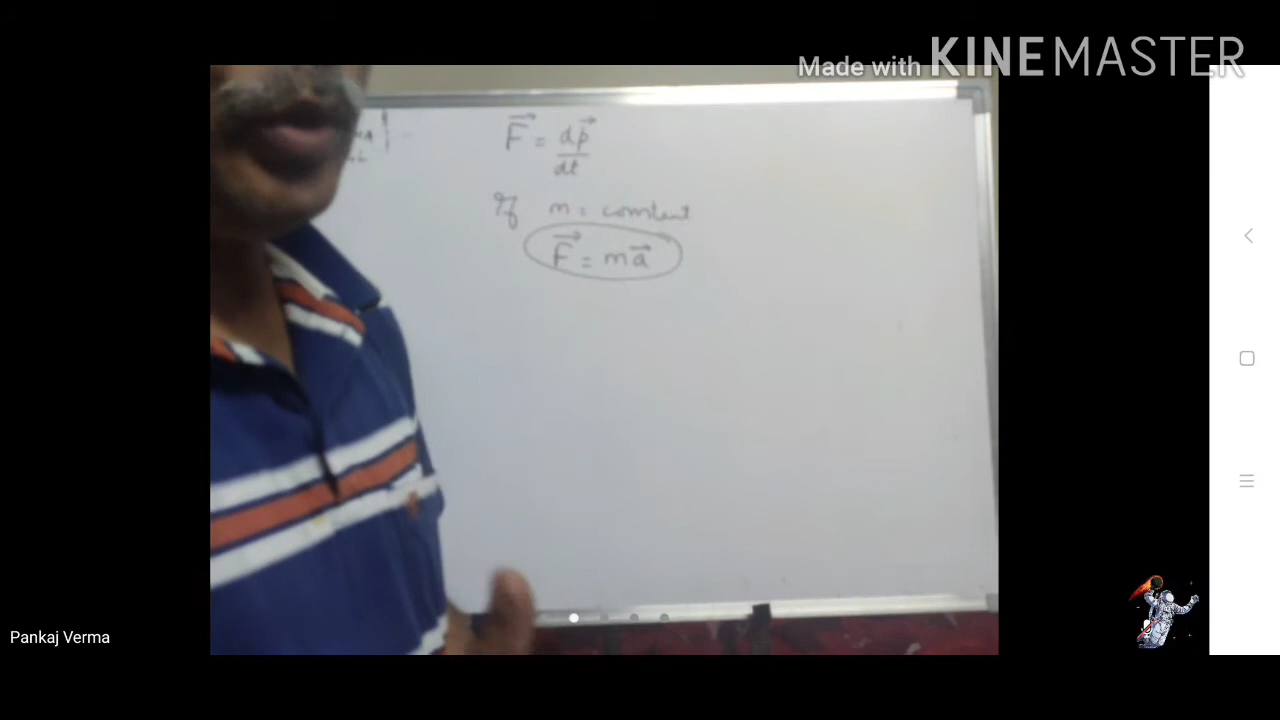 Made with KINEMASTER
F⃗ = dp⃗/dt
If m = constant
F⃗ = ma⃗
Pankaj Verma